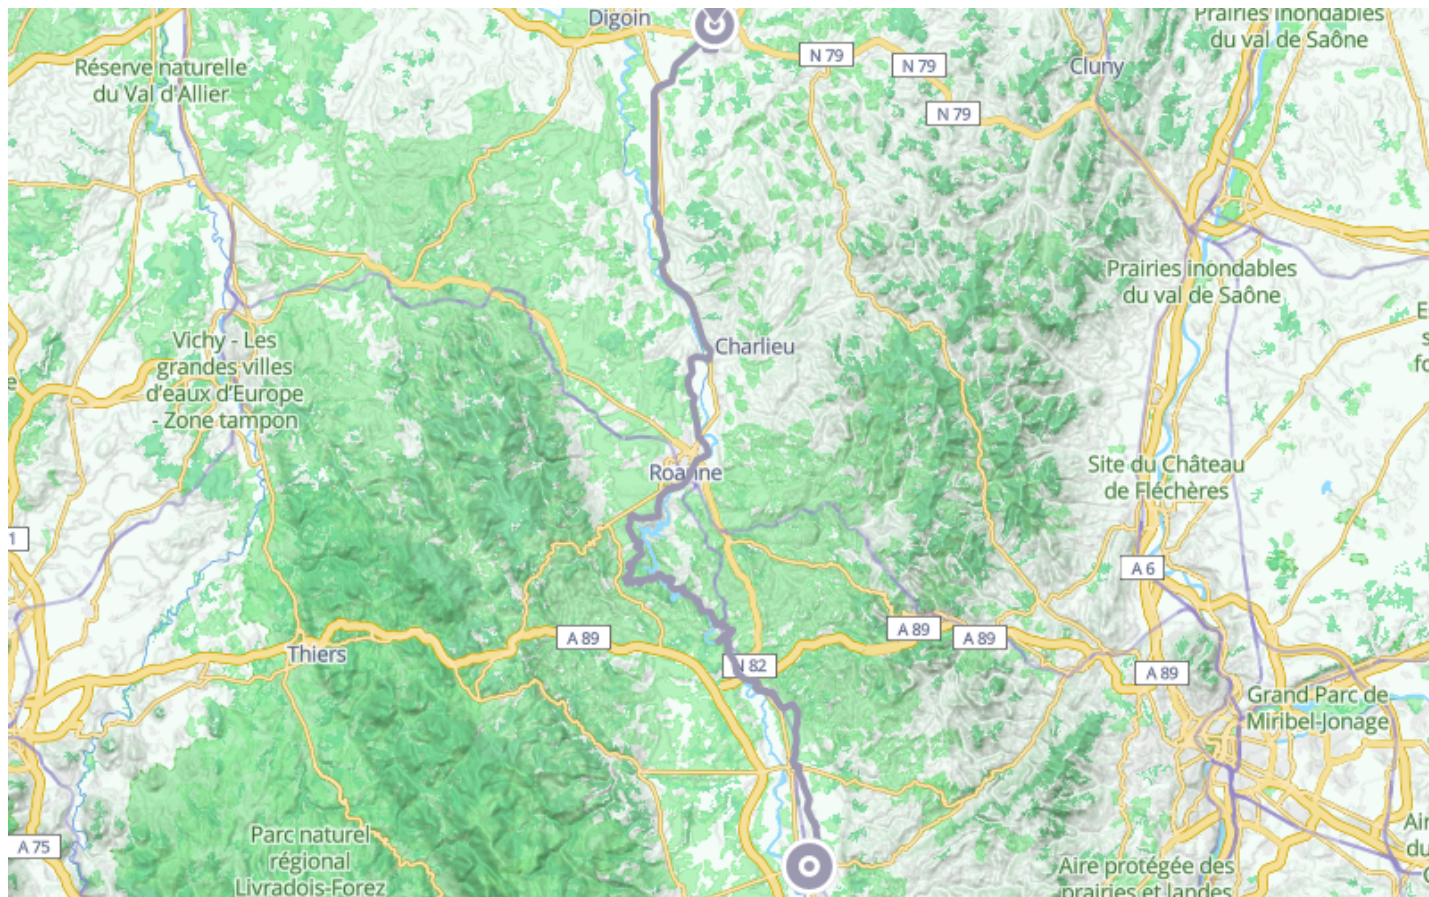 Digoin
Prairies inondables
du val de Saône
N 79
Réserve naturelle
du Val d'Allier
N 79
Cluny
N 79
Prairies inondables
du val de Saône
Vichy - Les
grandes villes
d'eaux d'Europe
- Zone tampon
Charlieu
Roanne
Site du Château
de Fléchères
1
A 6
A 89
A 89
A 89
Thiers
N 82
A 89
Grand Parc de
Miribel-Jonage
Parc naturel
régional
Livradois-Forez
A 75
Aire protégée des
prairies et landes